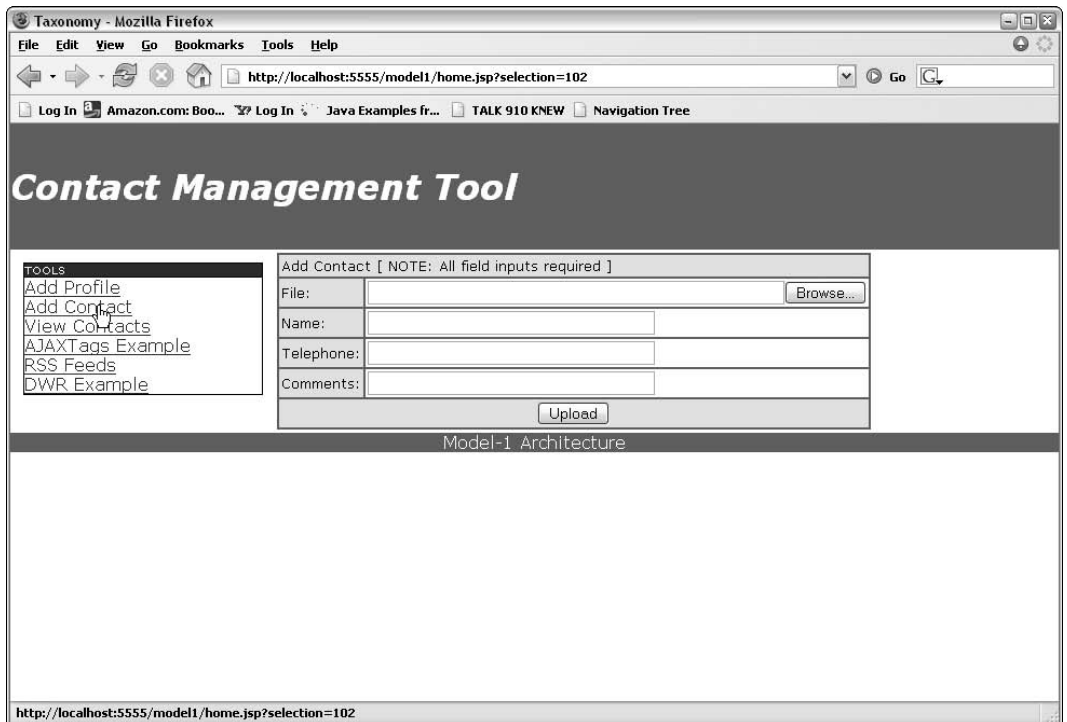 Taxonomy - Mozilla Firefox
File Edit View Go Bookmarks Tools Help
http://localhost:5555/model1/home.jsp?selection=102 Go G
Log In Amazon.com: Boo... Y7 Log In Java Examples fr... TALK 910 KNEW Navigation Tree
Contact Management Tool
TOOLS
Add Profile
Add Contact
View Contacts
AJAXTags Example
RSS Feeds
DWR Example
Add Contact [ NOTE: All field inputs required ]
File: Browse...
Name:
Telephone:
Comments:
Upload
Model-1 Architecture
http://localhost:5555/model1/home.jsp?selection=102